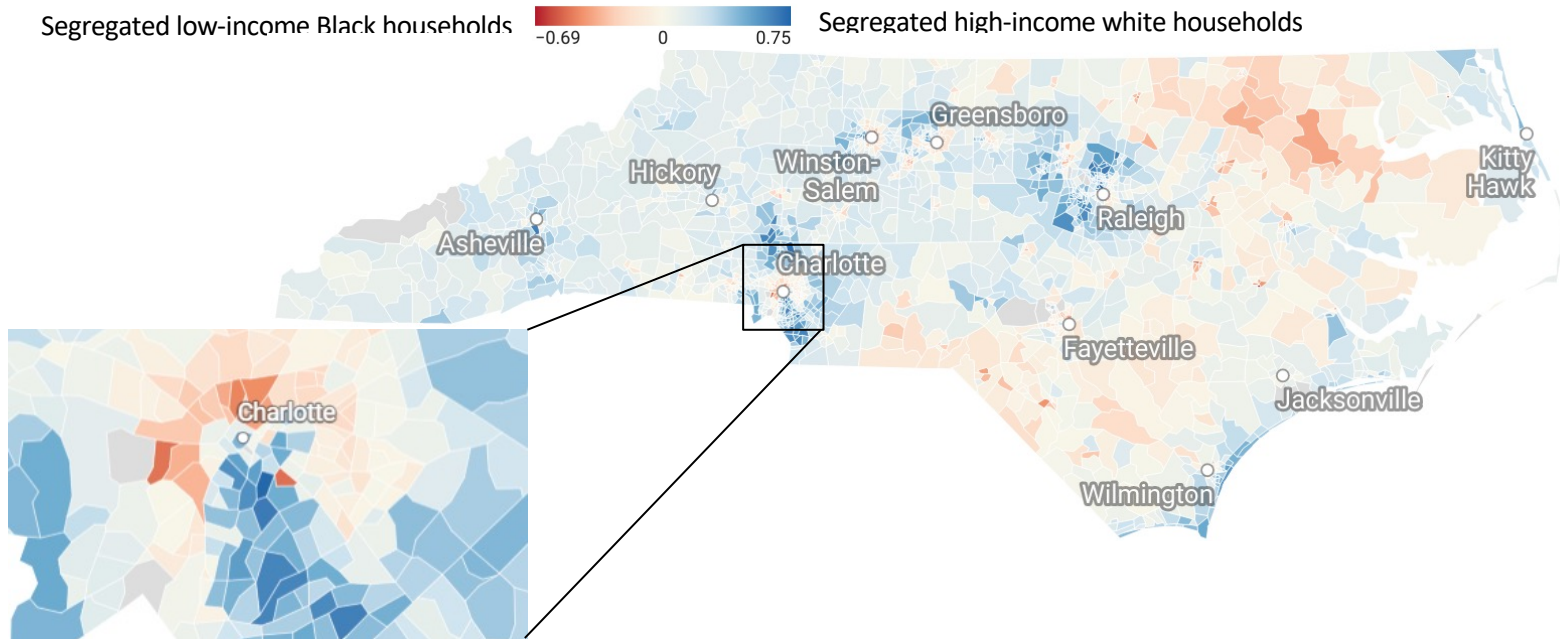 Segregated low-income Black households
Segregated high-income white households
−0.69 0 0.75
Greensboro
Winston-
Salem
Hickory
Kitty
Hawk
Raleigh
Asheville
Charlotte
Fayetteville
Jacksonville
Charlotte
Wilmington